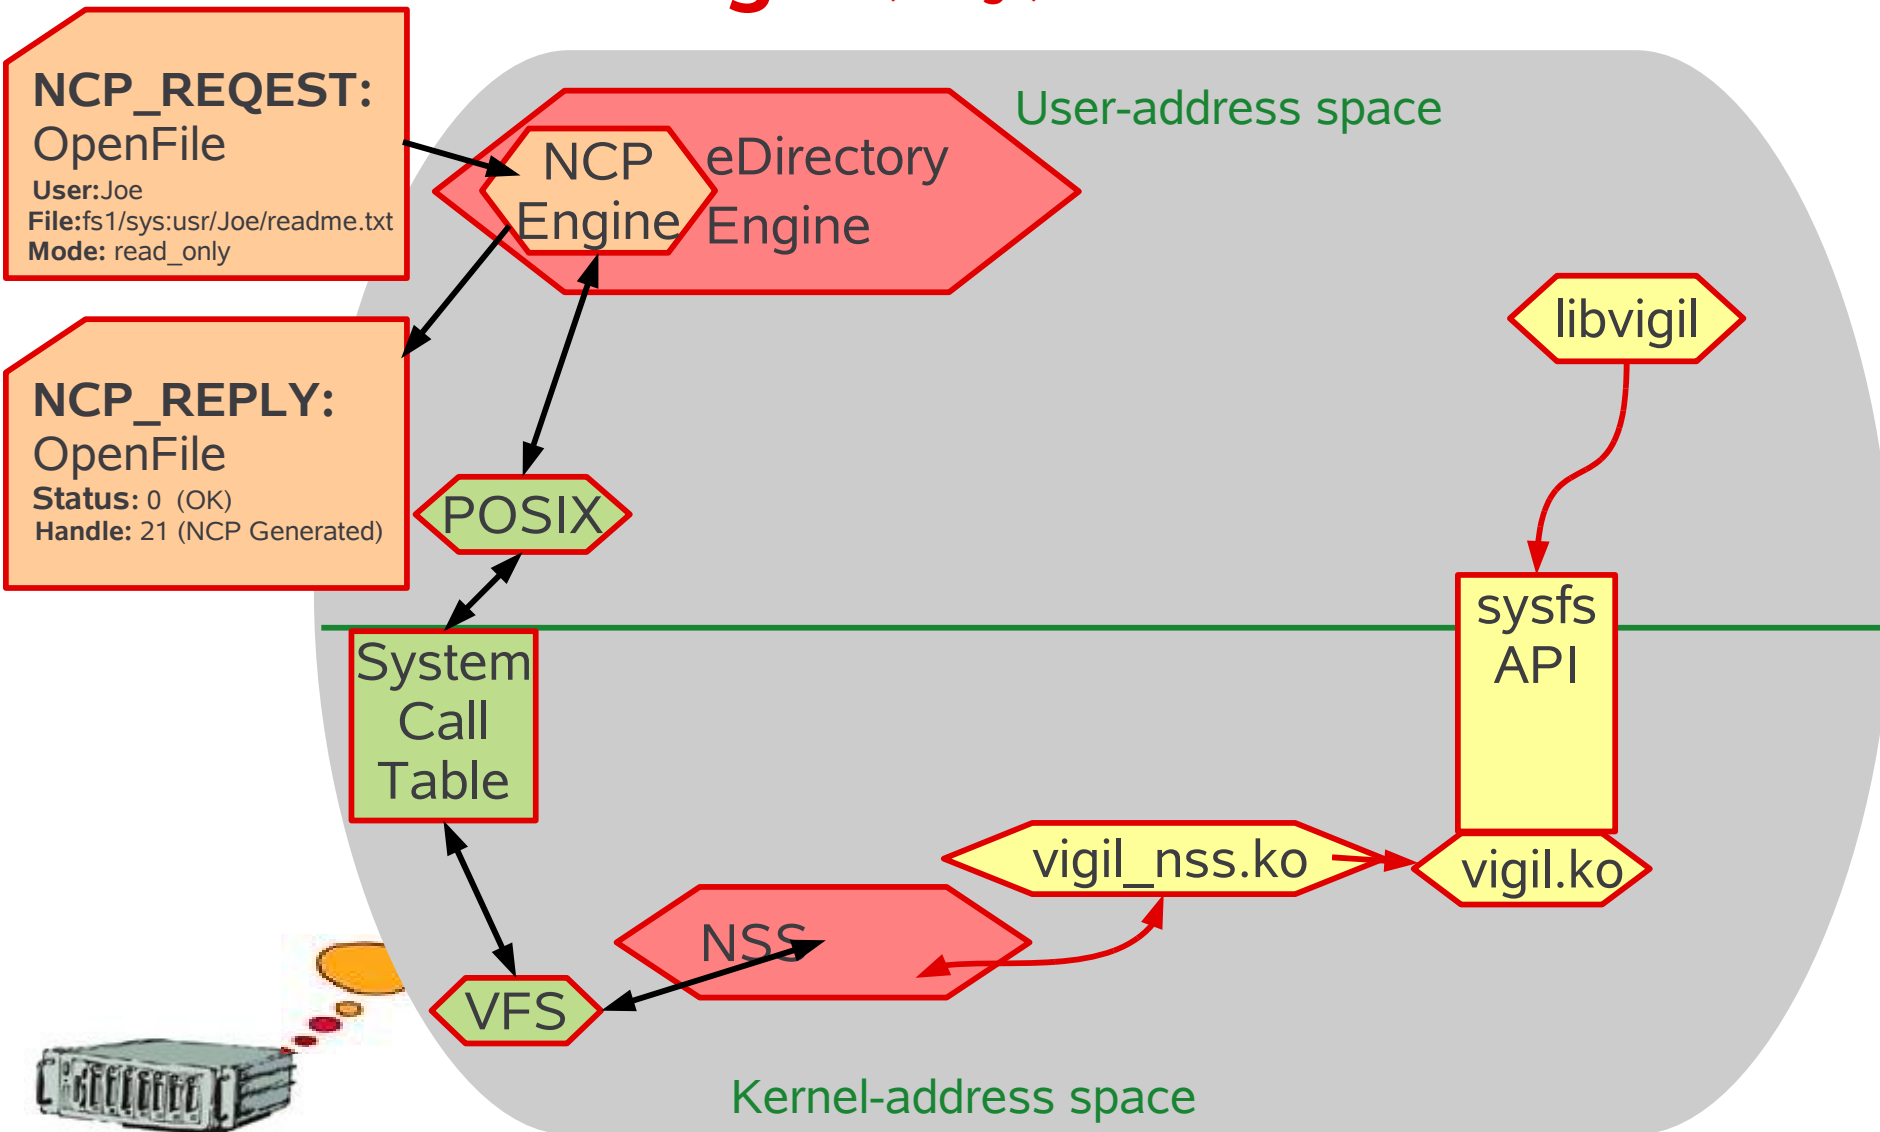 NCP_REQEST:
OpenFile
User:Joe
File:fs1/sys:usr/Joe/readme.txt
Mode: read_only
NCP
Engine
eDirectory
Engine
User-address space
libvigil
NCP_REPLY:
OpenFile
Status: 0 (OK)
Handle: 21 (NCP Generated)
POSIX
sysfs
API
System
Call
Table
vigil_nss.ko
vigil.ko
NSS
VFS
Kernel-address space